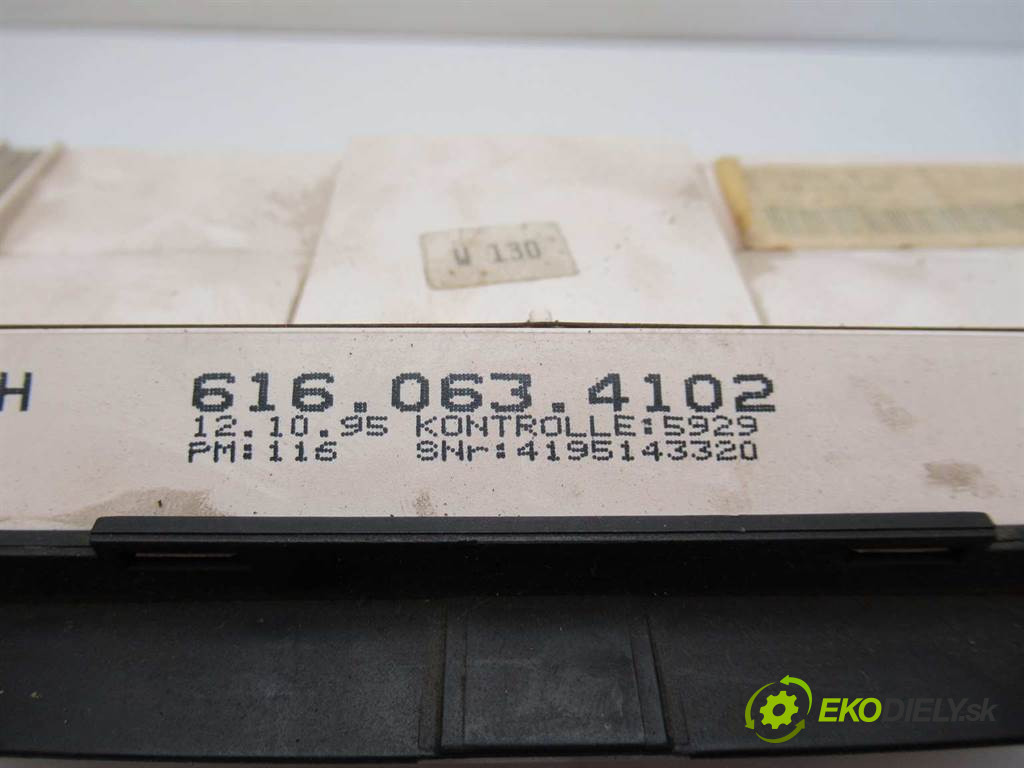 W 130
H 616.063.4102
12.10.95 KONTROLLE:5929
PM:116 SNr:4195143320
EKODIELY.sk